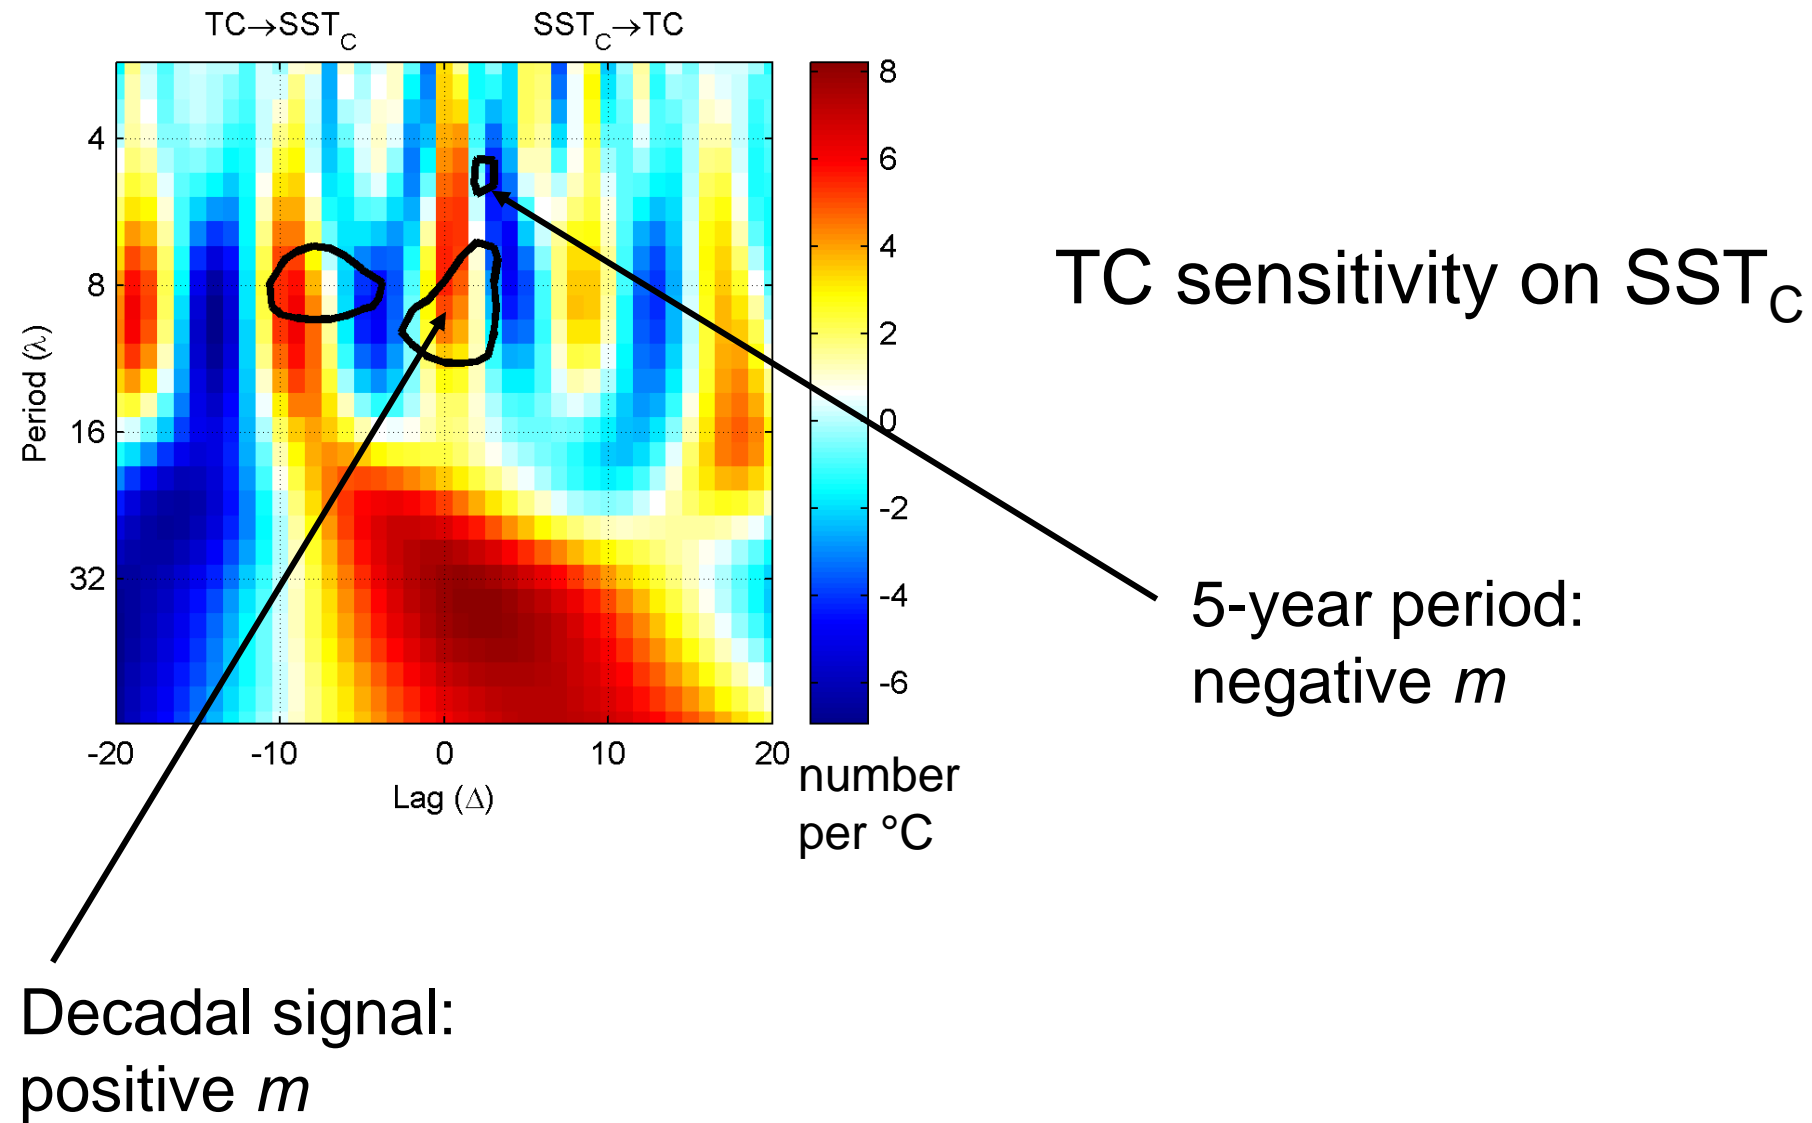 TC→SST_C
SST_C→TC
4
8
16
32
Period (λ)
-20
-10
0
10
20
Lag (Δ)
8
6
4
2
0
-2
-4
-6
number
per °C
TC sensitivity on SST_C
5-year period:
negative m
Decadal signal:
positive m